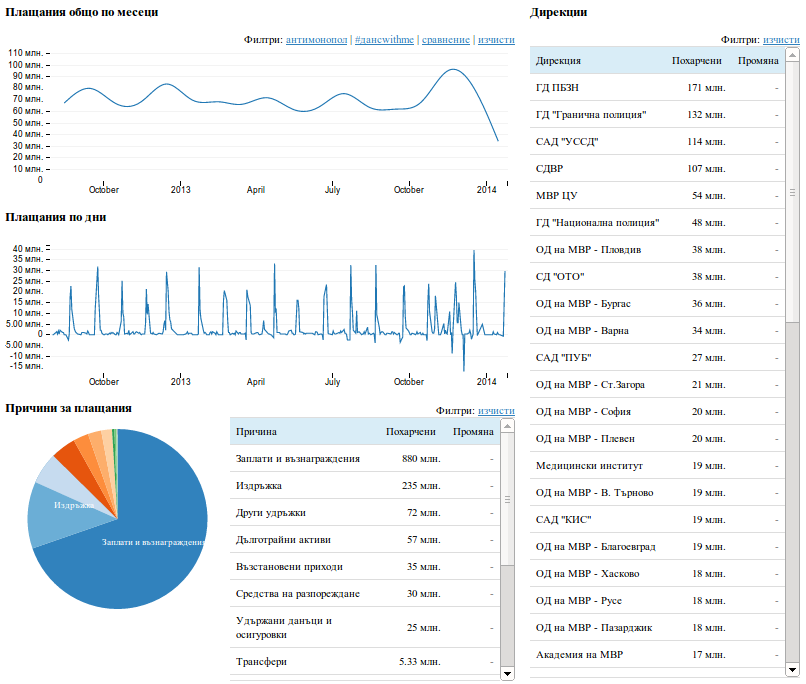 Плащания общо по месеци
Филтри: антимонопол | #дансwithme | сравнение | изчисти
110 млн.
100 млн.
90 млн.
80 млн.
70 млн.
60 млн.
50 млн.
40 млн.
30 млн.
20 млн.
10 млн.
0
October 2013 April July October 2014
Плащания по дни
40 млн.
35 млн.
30 млн.
25 млн.
20 млн.
15 млн.
10 млн.
5.00 млн.
0
-5.00 млн.
-10 млн.
-15 млн.
October 2013 April July October 2014
Причини за плащания
Издръжка
Заплати и възнаграждения
Филтри: изчисти
Причина Похарчени Промяна
Заплати и възнаграждения 880 млн. -
Издръжка 235 млн. -
Други удръжки 72 млн. -
Дълготрайни активи 57 млн. -
Възстановени приходи 35 млн. -
Средства на разпореждане 30 млн. -
Удържани данъци и
осигуровки 25 млн. -
Трансфери 5.33 млн. -
Дирекции
Филтри: изчисти
Дирекция Похарчени Промяна
ГД ПБЗН 171 млн. -
ГД "Гранична полиция" 132 млн. -
САД "УССД" 114 млн. -
СДВР 107 млн. -
МВР ЦУ 54 млн. -
ГД "Национална полиция" 48 млн. -
ОД на МВР - Пловдив 38 млн. -
СД "ОТО" 38 млн. -
ОД на МВР - Бургас 36 млн. -
ОД на МВР - Варна 34 млн. -
САД "ПУБ" 27 млн. -
ОД на МВР - Ст.Загора 21 млн. -
ОД на МВР - София 20 млн. -
ОД на МВР - Плевен 20 млн. -
Медицински институт 19 млн. -
ОД на МВР - В. Търново 19 млн. -
САД "КИС" 19 млн. -
ОД на МВР - Благоевград 19 млн. -
ОД на МВР - Хасково 18 млн. -
ОД на МВР - Русе 18 млн. -
ОД на МВР - Пазарджик 18 млн. -
Академия на МВР 17 млн. -